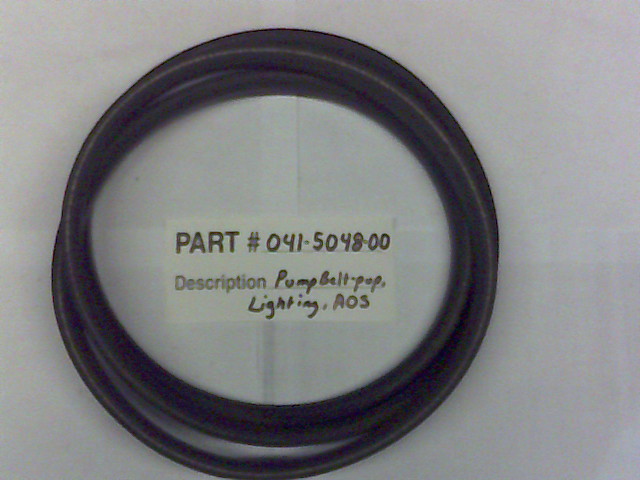 PART # 041-5048-00
Description Pump Belt-pop,
Lighting, AOS